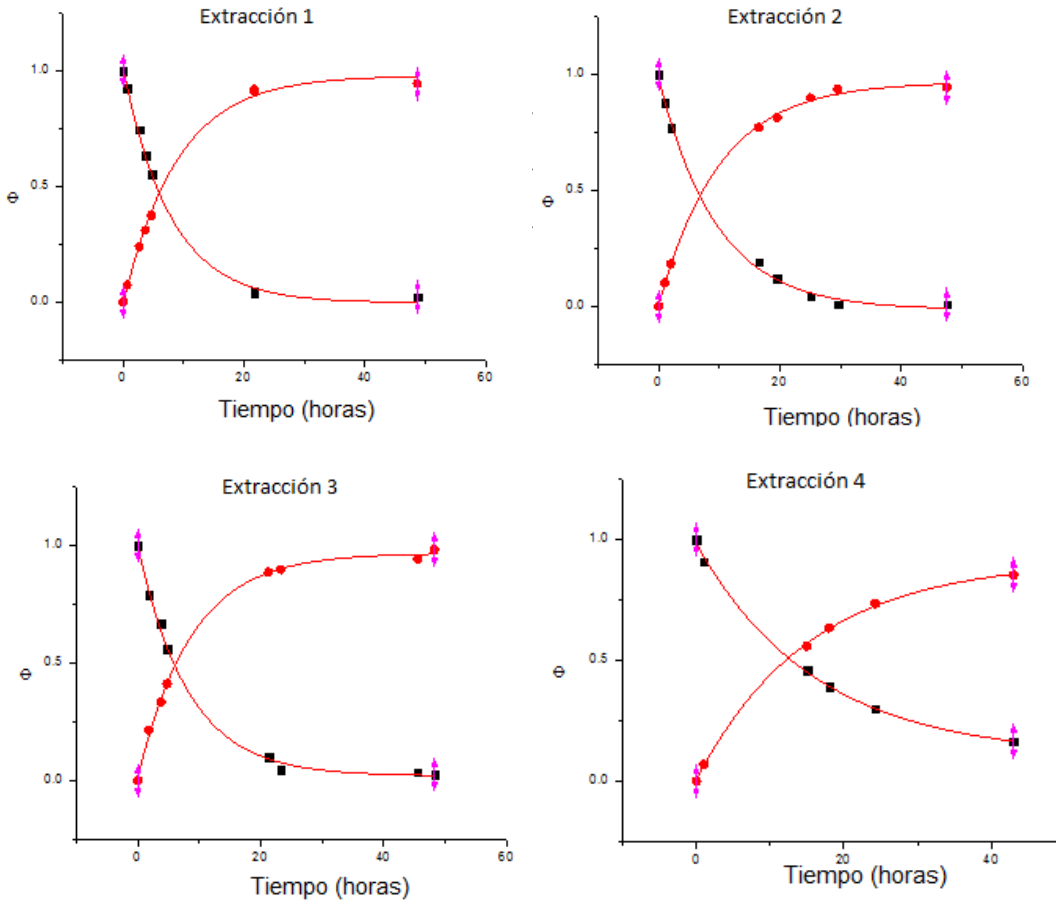 Extracción 1
1.0
0.5
0.0
Φ
0 20 40 60
Tiempo (horas)
Extracción 2
1.0
0.5
0.0
Φ
0 20 40 60
Tiempo (horas)
Extracción 3
1.0
0.5
0.0
Φ
0 20 40 60
Tiempo (horas)
Extracción 4
1.0
0.5
0.0
Φ
0 20 40
Tiempo (horas)